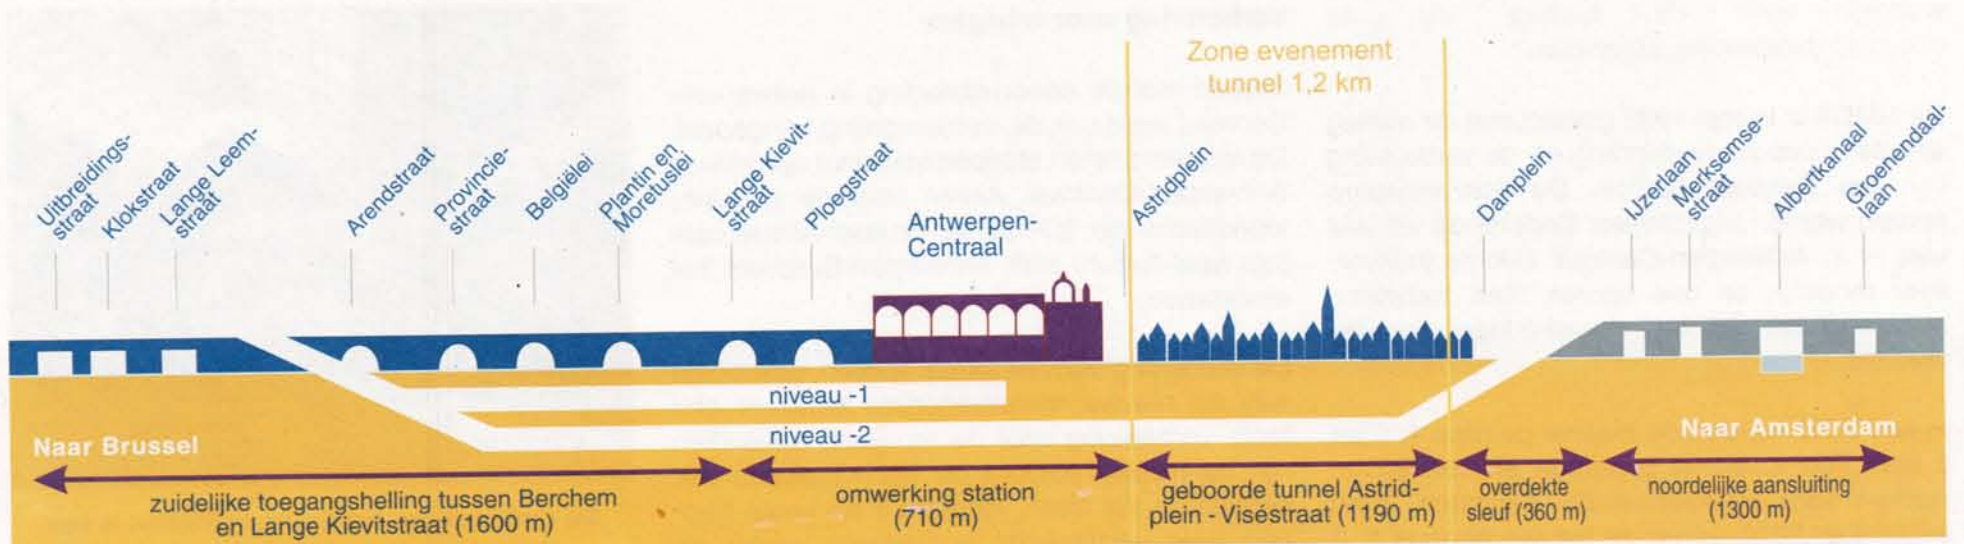 Zone evenement
tunnel 1,2 km
Uitbreidings-
straat
Klokstraat
Lange Leem-
straat
Arendstraat
Provincie-
straat
Belgiëlei
Plantin en
Moretuslei
Lange Kievit-
straat
Ploegstraat
Antwerpen-
Centraal
Astridplein
Damplein
IJzerlaan
Merksemse-
straat
Albertkanaal
Groenendaal-
laan
niveau -1
niveau -2
Naar Brussel
Naar Amsterdam
zuidelijke toegangshelling tussen Berchem
en Lange Kievitstraat (1600 m)
omwerking station
(710 m)
geboorde tunnel Astrid-
plein - Viséstraat (1190 m)
overdekte
sleuf (360 m)
noordelijke aansluiting
(1300 m)